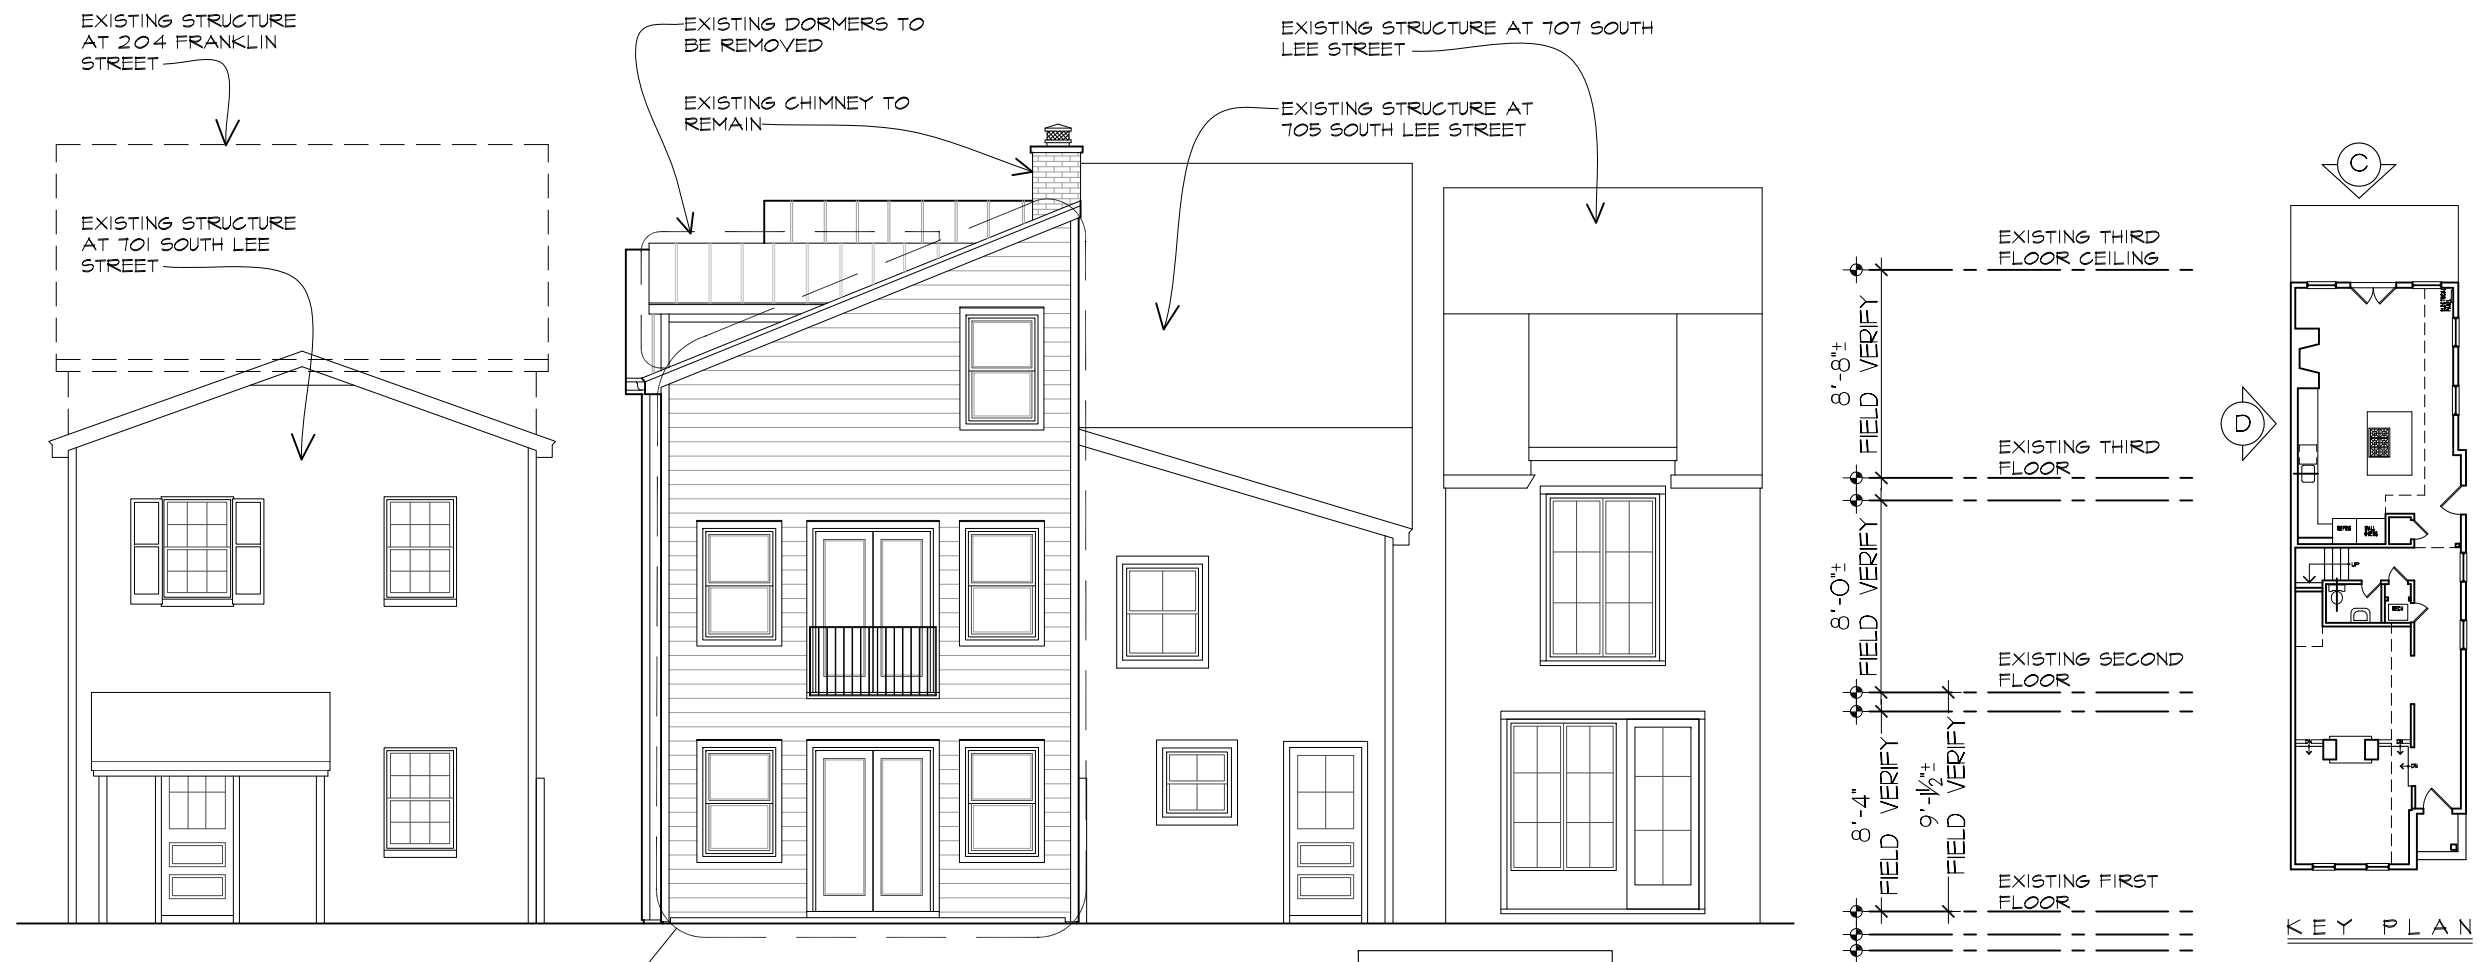 EXISTING STRUCTURE
AT 204 FRANKLIN
STREET
EXISTING STRUCTURE
AT 701 SOUTH LEE
STREET
EXISTING DORMERS TO
BE REMOVED
EXISTING CHIMNEY TO
REMAIN
EXISTING STRUCTURE AT 707 SOUTH
LEE STREET
EXISTING STRUCTURE AT
705 SOUTH LEE STREET
EXISTING THIRD
FLOOR CEILING
8'-8"±
FIELD VERIFY
EXISTING THIRD
FLOOR
8'-0"±
FIELD VERIFY
EXISTING SECOND
FLOOR
8'-4"
FIELD VERIFY
9'-1½"±
FIELD VERIFY
EXISTING FIRST
FLOOR
C
D
UP
KEY PLAN